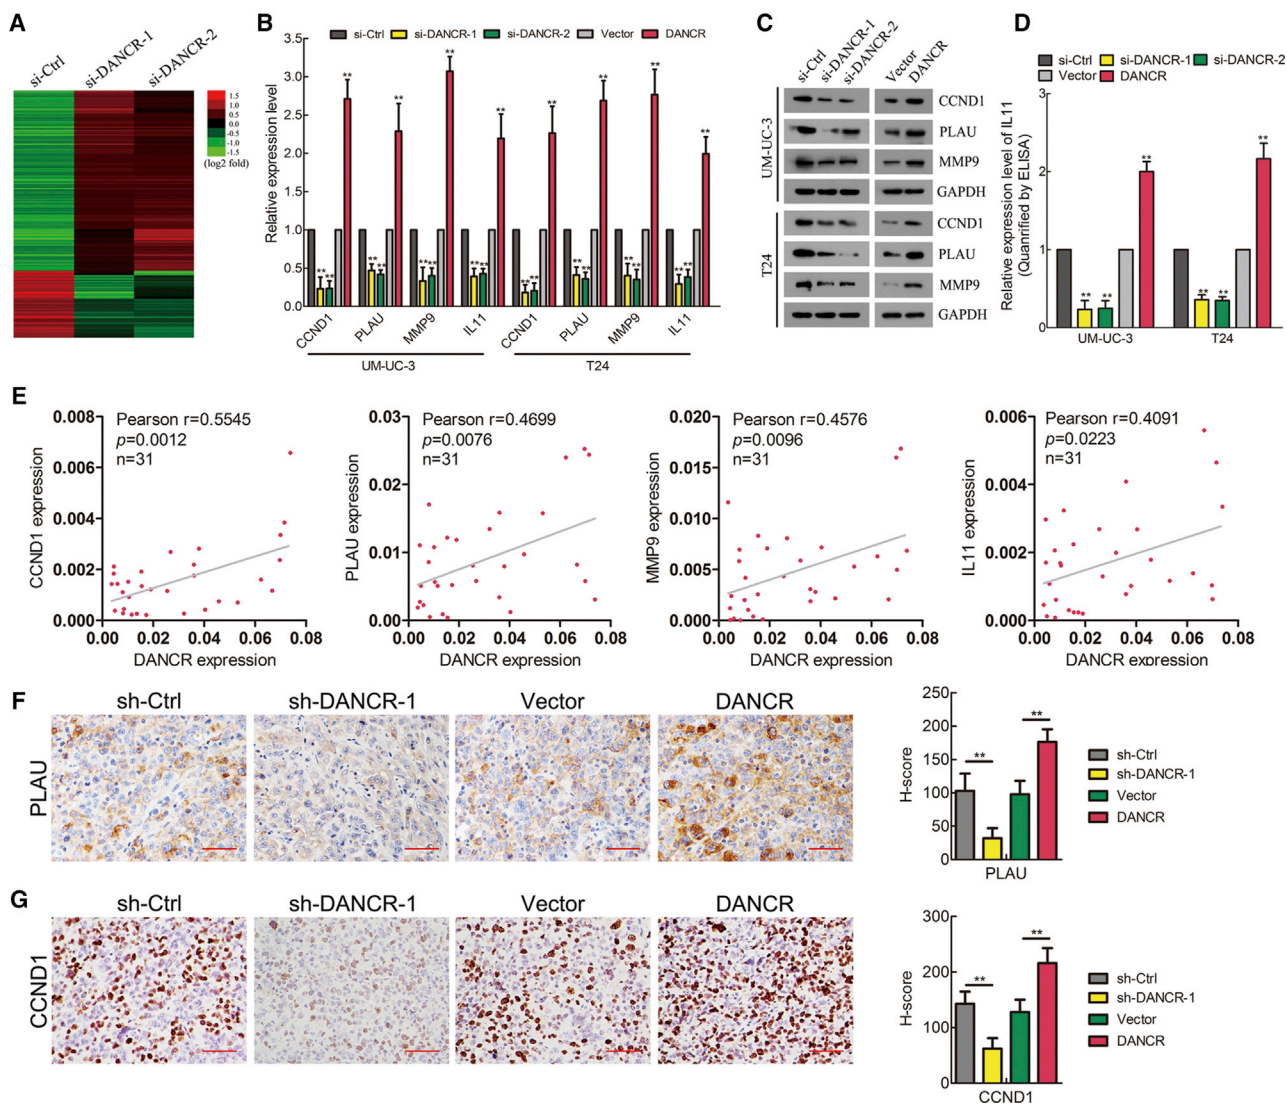 A
si-Ctrl
si-DANCR-1
si-DANCR-2
1.5
1.0
0.5
0.0
-0.5
-1.0
-1.5
(log2 fold)
B
si-Ctrl si-DANCR-1 si-DANCR-2 Vector DANCR
Relative expression level
3.5
3.0
2.5
2.0
1.5
1.0
0.5
0.0
** ** ** ** ** ** ** ** ** ** ** **
** ** ** ** ** ** ** ** ** ** ** **
CCND1 PLAU MMP9 IL11 CCND1 PLAU MMP9 IL11
UM-UC-3 T24
C
si-Ctrl
si-DANCR-1
si-DANCR-2
Vector
DANCR
UM-UC-3
CCND1
PLAU
MMP9
GAPDH
T24
CCND1
PLAU
MMP9
GAPDH
D
si-Ctrl si-DANCR-1 si-DANCR-2
Vector DANCR
Relative expression level of IL11
(Quanrified by ELISA)
3
2
1
0
** ** ** ** ** **
UM-UC-3 T24
E
CCND1 expression
0.008
0.006
0.004
0.002
0.000
Pearson r=0.5545
p=0.0012
n=31
0.00 0.02 0.04 0.06 0.08
DANCR expression
PLAU expression
0.03
0.02
0.01
0.00
Pearson r=0.4699
p=0.0076
n=31
0.00 0.02 0.04 0.06 0.08
DANCR expression
MMP9 expression
0.020
0.015
0.010
0.005
0.000
Pearson r=0.4576
p=0.0096
n=31
0.00 0.02 0.04 0.06 0.08
DANCR expression
IL11 expression
0.006
0.004
0.002
0.000
Pearson r=0.4091
p=0.0223
n=31
0.00 0.02 0.04 0.06 0.08
DANCR expression
F
sh-Ctrl sh-DANCR-1 Vector DANCR
PLAU
H-score
250
200
150
100
50
0
** **
PLAU
sh-Ctrl
sh-DANCR-1
Vector
DANCR
G
sh-Ctrl sh-DANCR-1 Vector DANCR
CCND1
H-score
300
200
100
0
** **
CCND1
sh-Ctrl
sh-DANCR-1
Vector
DANCR